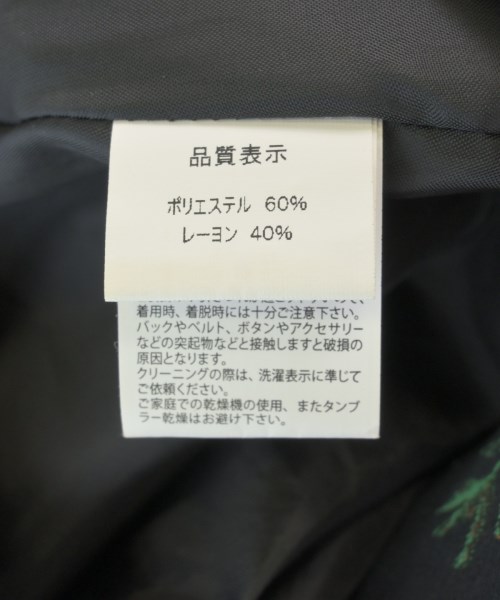 品質表示
ポリエステル 60%
レーヨン 40%
着用時、着脱時には十分ご注意下さい。
バックやベルト、ボタンやアクセサリー
などの突起物などと接触しますと破損の
原因となります。
クリーニングの際は、洗濯表示に準じて
ご依頼ください。
ご家庭での乾燥機の使用、またタンブ
ラー乾燥はお避け下さい。